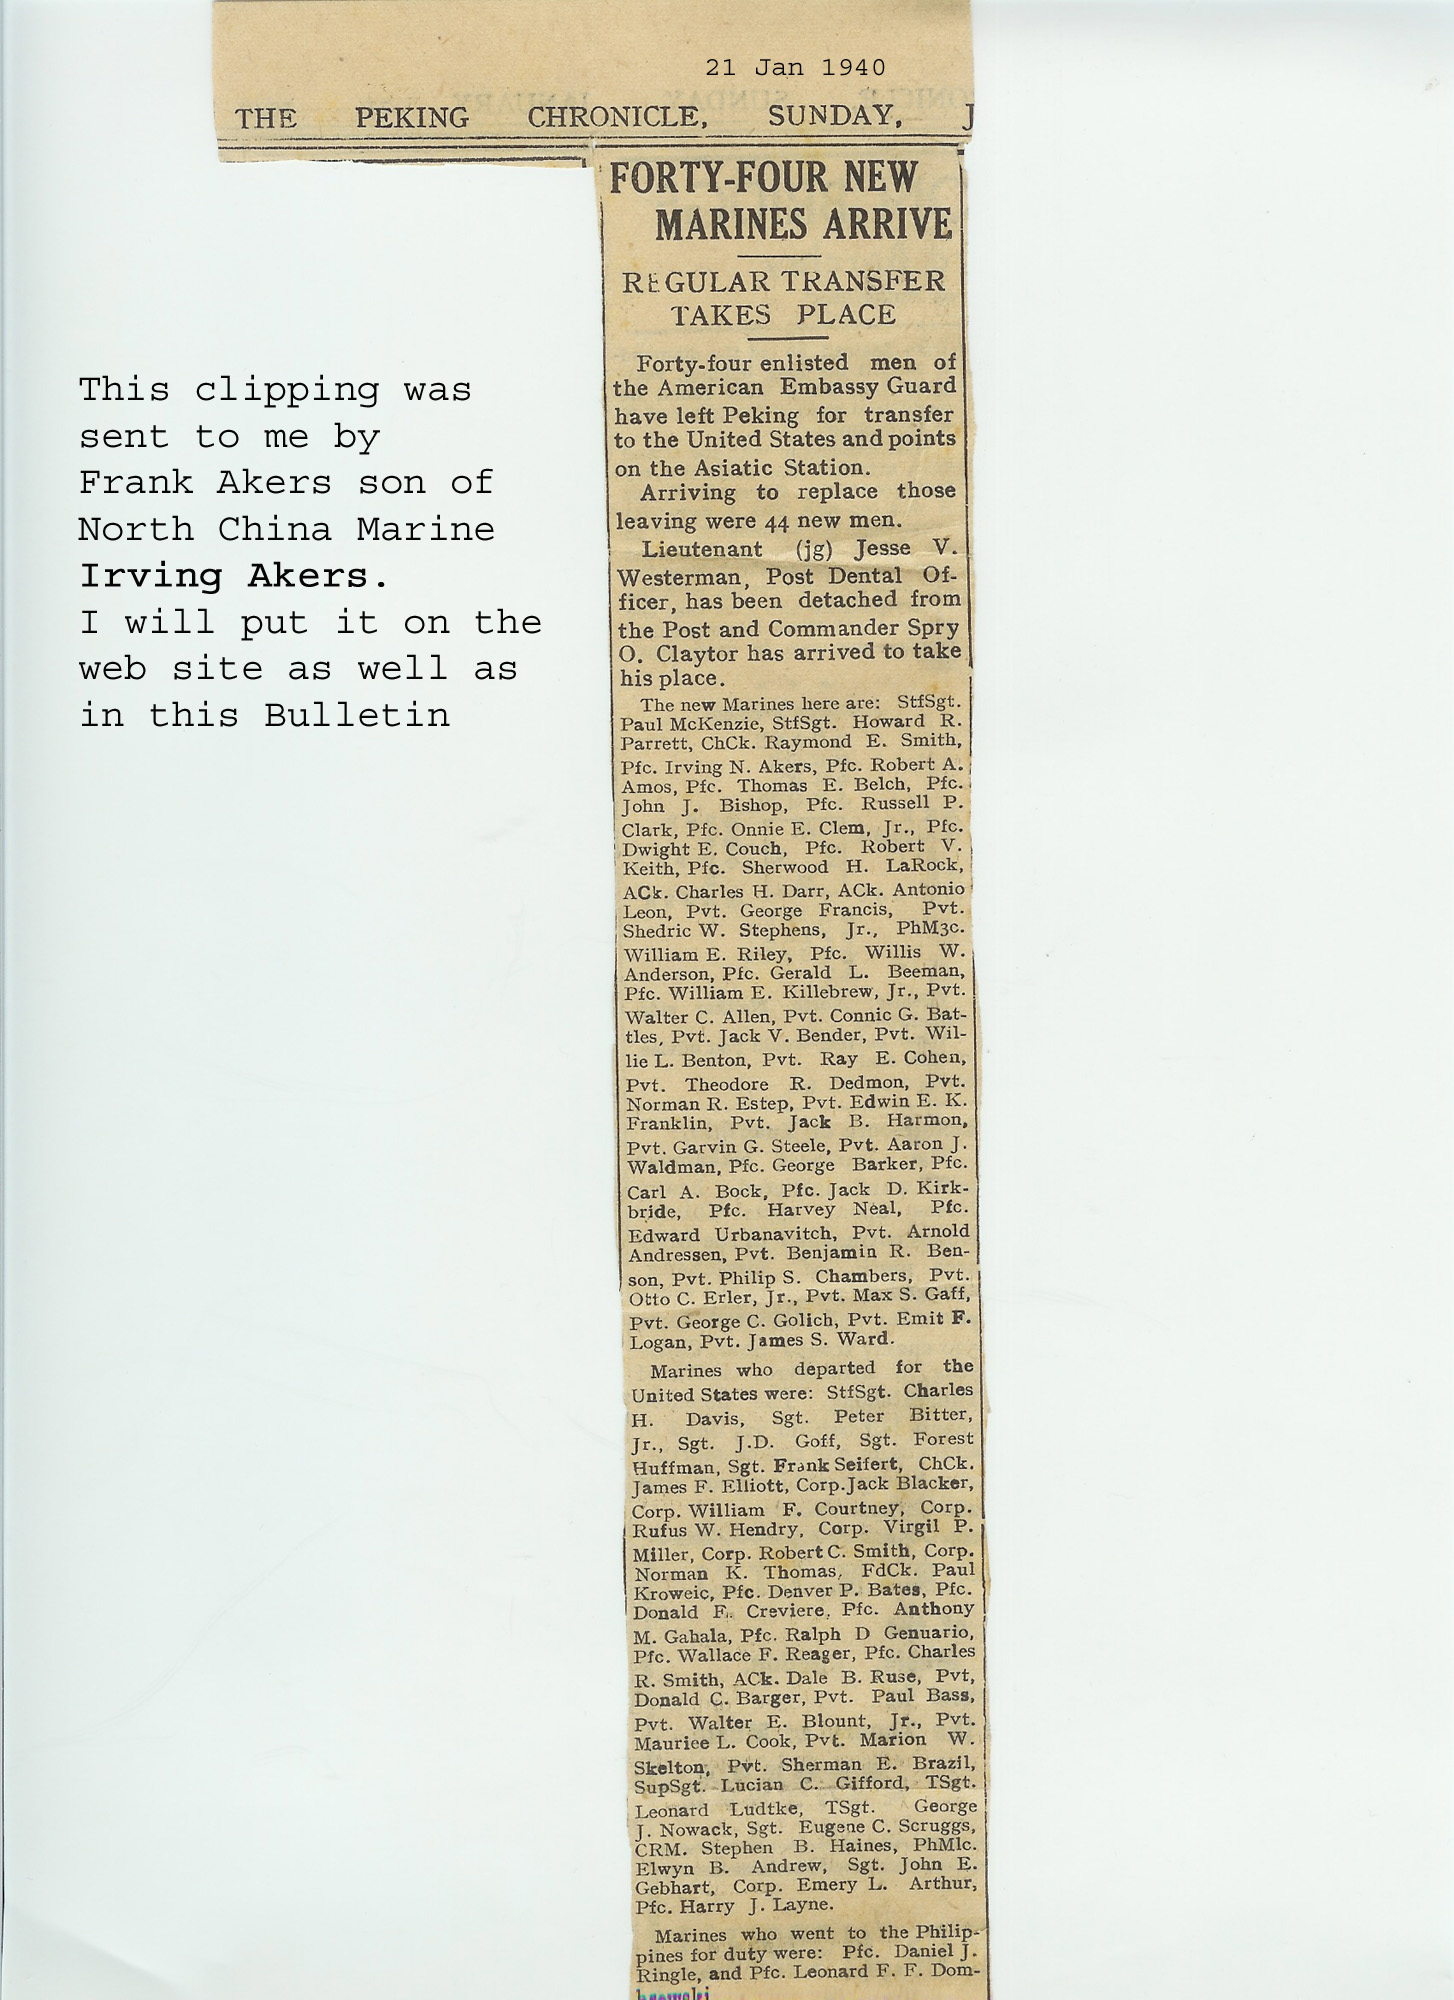 21 Jan 1940
THE PEKING CHRONICLE, SUNDAY, J
FORTY-FOUR NEW
MARINES ARRIVE
REGULAR TRANSFER
TAKES PLACE
Forty-four enlisted men of
the American Embassy Guard
have left Peking for transfer
to the United States and points
on the Asiatic Station.
Arriving to replace those
leaving were 44 new men.
Lieutenant (jg) Jesse V.
Westerman, Post Dental Of-
ficer, has been detached from
the Post and Commander Spry
O. Claytor has arrived to take
his place.
The new Marines here are: StfSgt.
Paul McKenzie, StfSgt. Howard R.
Parrett, ChCk. Raymond E. Smith,
Pfc. Irving N. Akers, Pfc. Robert A.
Amos, Pfc. Thomas E. Belch, Pfc.
John J. Bishop, Pfc. Russell P.
Clark, Pfc. Onnie E. Clem, Jr., Pfc.
Dwight E. Couch, Pfc. Robert V.
Keith, Pfc. Sherwood H. LaRock,
ACk. Charles H. Darr, ACk. Antonio
Leon, Pvt. George Francis, Pvt.
Shedric W. Stephens, Jr., PhM3c.
William E. Riley, Pfc. Willis W.
Anderson, Pfc. Gerald L. Beeman,
Pfc. William E. Killebrew, Jr., Pvt.
Walter C. Allen, Pvt. Connic G. Bat-
tles, Pvt. Jack V. Bender, Pvt. Wil-
lie L. Benton, Pvt. Ray E. Cohen,
Pvt. Theodore R. Dedmon, Pvt.
Norman R. Estep, Pvt. Edwin E. K.
Franklin, Pvt. Jack B. Harmon,
Pvt. Garvin G. Steele, Pvt. Aaron J.
Waldman, Pfc. George Barker, Pfc.
Carl A. Bock, Pfc. Jack D. Kirk-
bride, Pfc. Harvey Neal, Pfc.
Edward Urbanavitch, Pvt. Arnold
Andressen, Pvt. Benjamin R. Ben-
son, Pvt. Philip S. Chambers, Pvt.
Otto C. Erler, Jr., Pvt. Max S. Gaff,
Pvt. George C. Golich, Pvt. Emit F.
Logan, Pvt. James S. Ward.
Marines who departed for the
United States were: StfSgt. Charles
H. Davis, Sgt. Peter Bitter,
Jr., Sgt. J.D. Goff, Sgt. Forest
Huffman, Sgt. Frank Seifert, ChCk.
James F. Elliott, Corp.Jack Blacker,
Corp. William F. Courtney, Corp.
Rufus W. Hendry, Corp. Virgil P.
Miller, Corp. Robert C. Smith, Corp.
Norman K. Thomas, FdCk. Paul
Kroweic, Pfc. Denver P. Bates, Pfc.
Donald F. Creviere, Pfc. Anthony
M. Gahala, Pfc. Ralph D Genuario,
Pfc. Wallace F. Reager, Pfc. Charles
R. Smith, ACk. Dale B. Ruse, Pvt,
Donald C. Barger, Pvt. Paul Bass,
Pvt. Walter E. Blount, Jr., Pvt.
Maurice L. Cook, Pvt. Marion W.
Skelton, Pvt. Sherman E. Brazil,
SupSgt. Lucian C. Gifford, TSgt.
Leonard Ludtke, TSgt. George
J. Nowack, Sgt. Eugene C. Scruggs,
CRM. Stephen B. Haines, PhMlc.
Elwyn B. Andrew, Sgt. John E.
Gebhart, Corp. Emery L. Arthur,
Pfc. Harry J. Layne.
Marines who went to the Philip-
pines for duty were: Pfc. Daniel J.
Ringle, and Pfc. Leonard F. F. Dom-
This clipping was
sent to me by
Frank Akers son of
North China Marine
Irving Akers.
I will put it on the
web site as well as
in this Bulletin